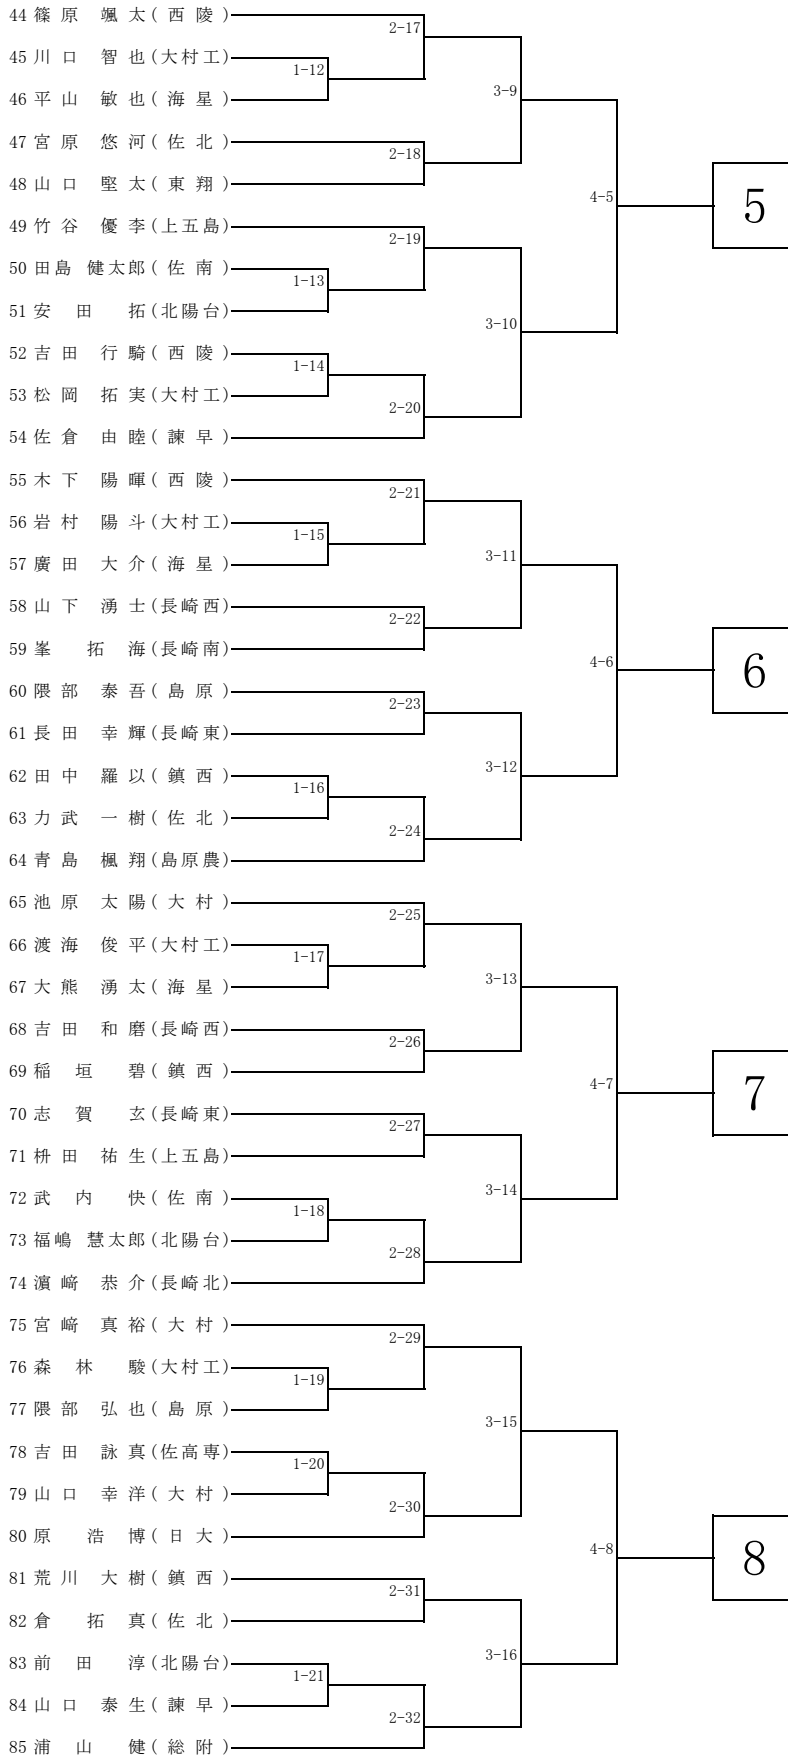 44 篠原 颯太(西陵)
2-17
45 川口 智也(大村工)
1-12
46 平山 敏也(海星)
3-9
47 宮原 悠河(佐北)
2-18
48 山口 堅太(東翔)
4-5
5
49 竹谷 優李(上五島)
2-19
50 田島 健太郎(佐南)
1-13
51 安田 拓(北陽台)
3-10
52 吉田 行騎(西陵)
1-14
53 松岡 拓実(大村工)
2-20
54 佐倉 由睦(諫早)
55 木下 陽暉(西陵)
2-21
56 岩村 陽斗(大村工)
1-15
57 廣田 大介(海星)
3-11
58 山下 湧士(長崎西)
2-22
59 峯 拓海(長崎南)
4-6
6
60 隈部 泰吾(島原)
2-23
61 長田 幸輝(長崎東)
3-12
62 田中 羅以(鎮西)
1-16
63 力武 一樹(佐北)
2-24
64 青島 楓翔(島原農)
65 池原 太陽(大村)
2-25
66 渡海 俊平(大村工)
1-17
67 大熊 湧太(海星)
3-13
68 吉田 和磨(長崎西)
2-26
69 稲垣 碧(鎮西)
4-7
7
70 志賀 玄(長崎東)
2-27
71 枡田 祐生(上五島)
3-14
72 武内 快(佐南)
1-18
73 福嶋 慧太郎(北陽台)
2-28
74 濵﨑 恭介(長崎北)
75 宮﨑 真裕(大村)
2-29
76 森林 駿(大村工)
1-19
77 隈部 弘也(島原)
3-15
78 吉田 詠真(佐高専)
1-20
79 山口 幸洋(大村)
2-30
80 原 浩博(日大)
4-8
8
81 荒川 大樹(鎮西)
2-31
82 倉 拓真(佐北)
3-16
83 前田 淳(北陽台)
1-21
84 山口 泰生(諫早)
2-32
85 浦山 健(総附)